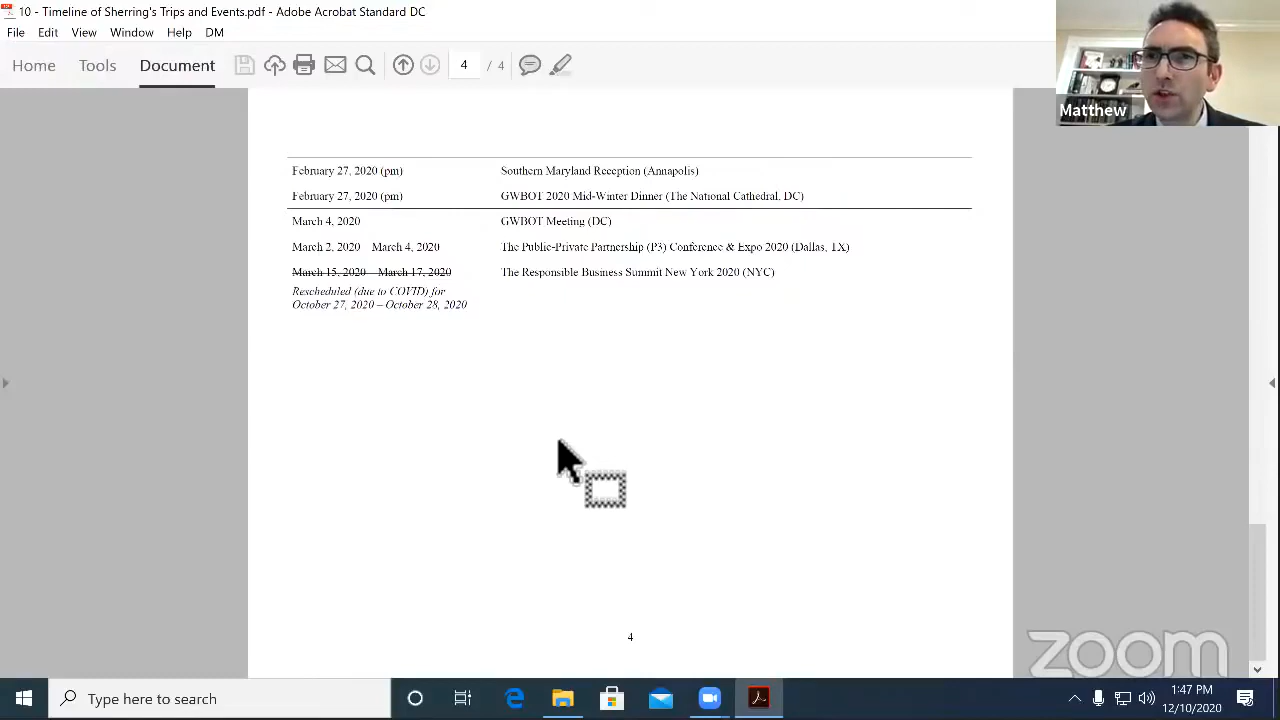 10 - Timeline of Sherring's Trips and Events.pdf - Adobe Acrobat Standard DC
File Edit View Window Help DM
Home Tools Document 4 / 4
Matthew
February 27, 2020 (pm) Southern Maryland Reception (Annapolis)
February 27, 2020 (pm) GWBOT 2020 Mid-Winter Dinner (The National Cathedral, DC)
March 4, 2020 GWBOT Meeting (DC)
March 2, 2020 – March 4, 2020 The Public-Private Partnership (P3) Conference & Expo 2020 (Dallas, TX)
March 15, 2020 – March 17, 2020 The Responsible Business Summit New York 2020 (NYC)
Rescheduled (due to COVID) for
October 27, 2020 – October 28, 2020
4
zoom
Type here to search
1:47 PM
12/10/2020